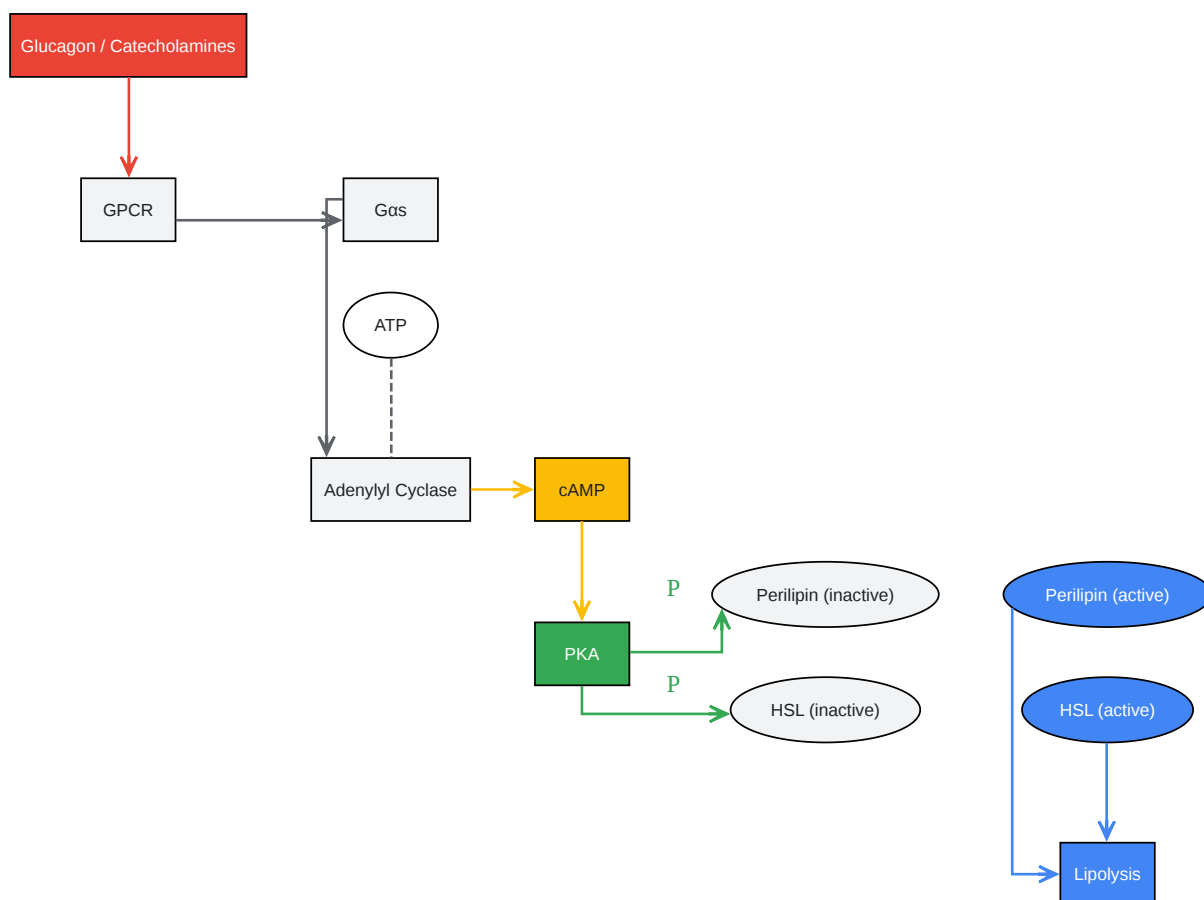 Glucagon / Catecholamines
GPCR
Gαs
ATP
Adenylyl Cyclase
cAMP
P
Perilipin (inactive)
Perilipin (active)
PKA
P
HSL (inactive)
HSL (active)
Lipolysis